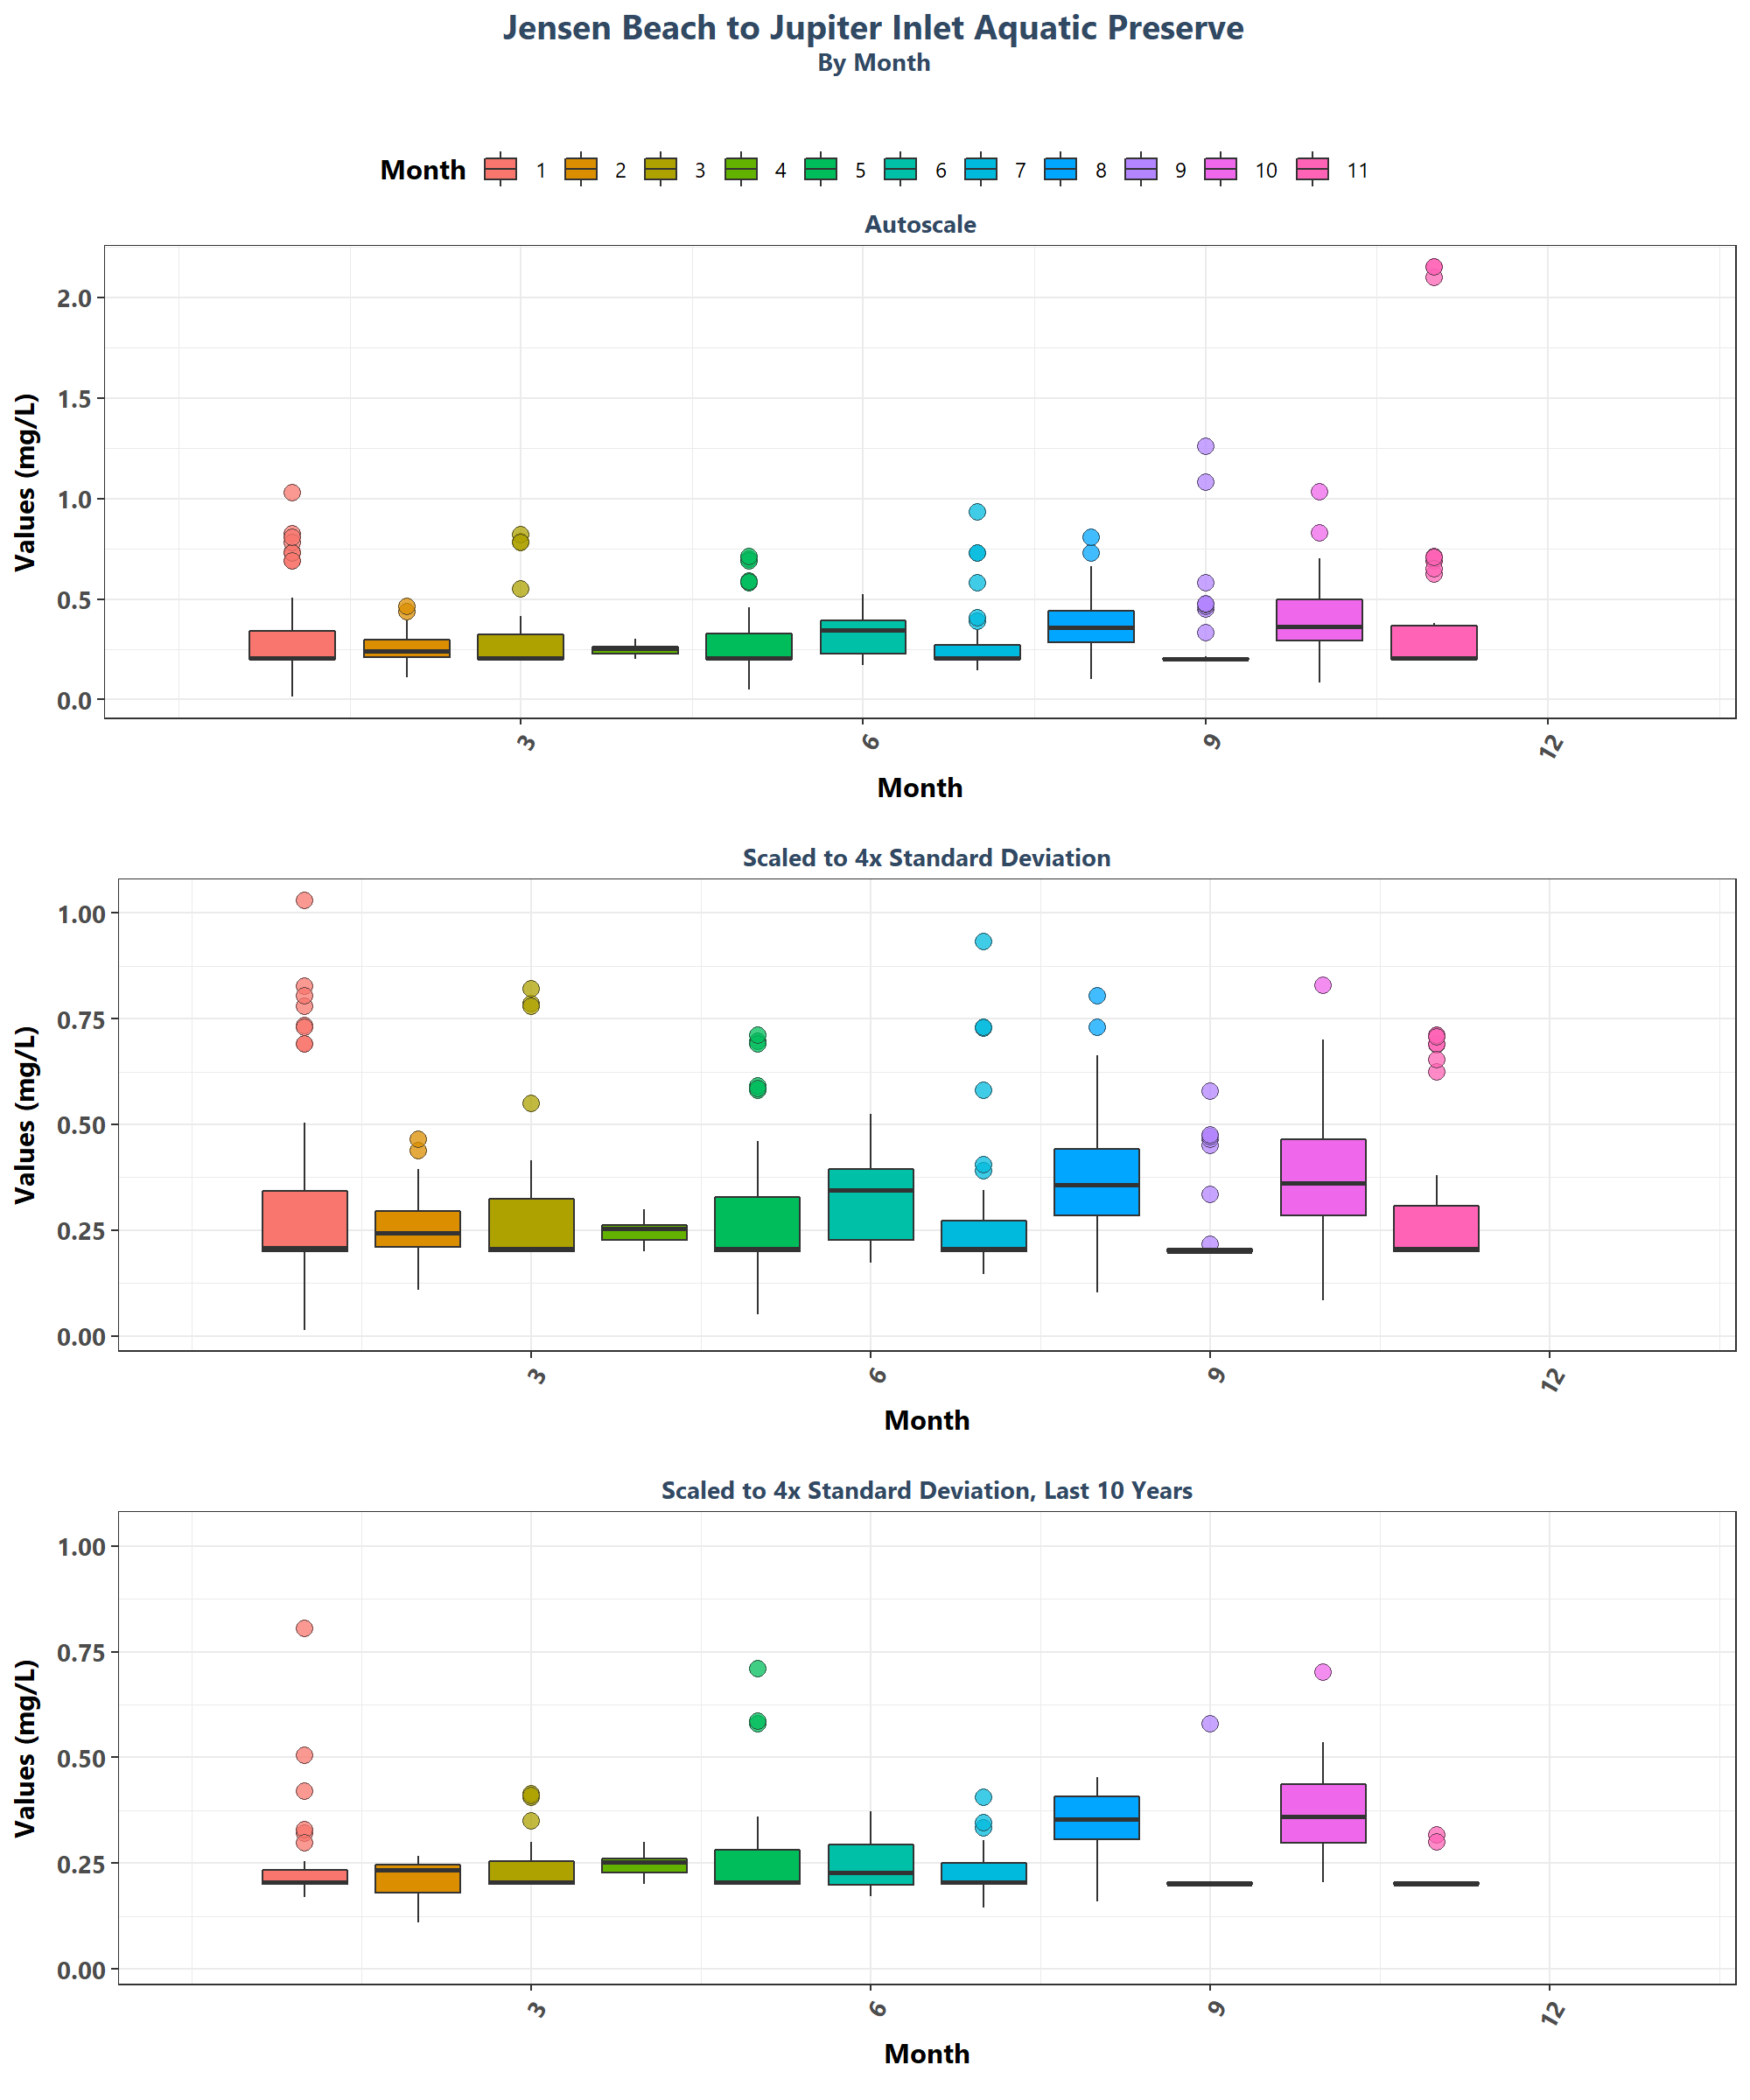 Jensen Beach to Jupiter Inlet Aquatic Preserve
By Month
Month 1 2 3 4 5 6 7 8 9 10 11
Autoscale
Values (mg/L)
2.0
1.5
1.0
0.5
0.0
3 6 9 12
Month
Scaled to 4x Standard Deviation
Values (mg/L)
1.00
0.75
0.50
0.25
0.00
3 6 9 12
Month
Scaled to 4x Standard Deviation, Last 10 Years
Values (mg/L)
1.00
0.75
0.50
0.25
0.00
3 6 9 12
Month